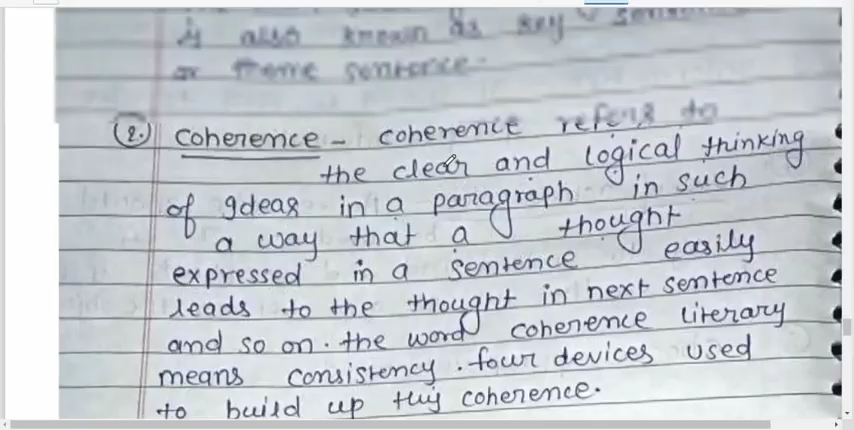 is also known as key
or theme sentence.
(2.) coherence - coherence refers to
the clear and logical thinking
of Ideas in a paragraph in such
a way that a thought
expressed in a sentence easily
leads to the thought in next sentence
and so on. the word coherence literary
means consistency. four devices used
to build up this coherence.